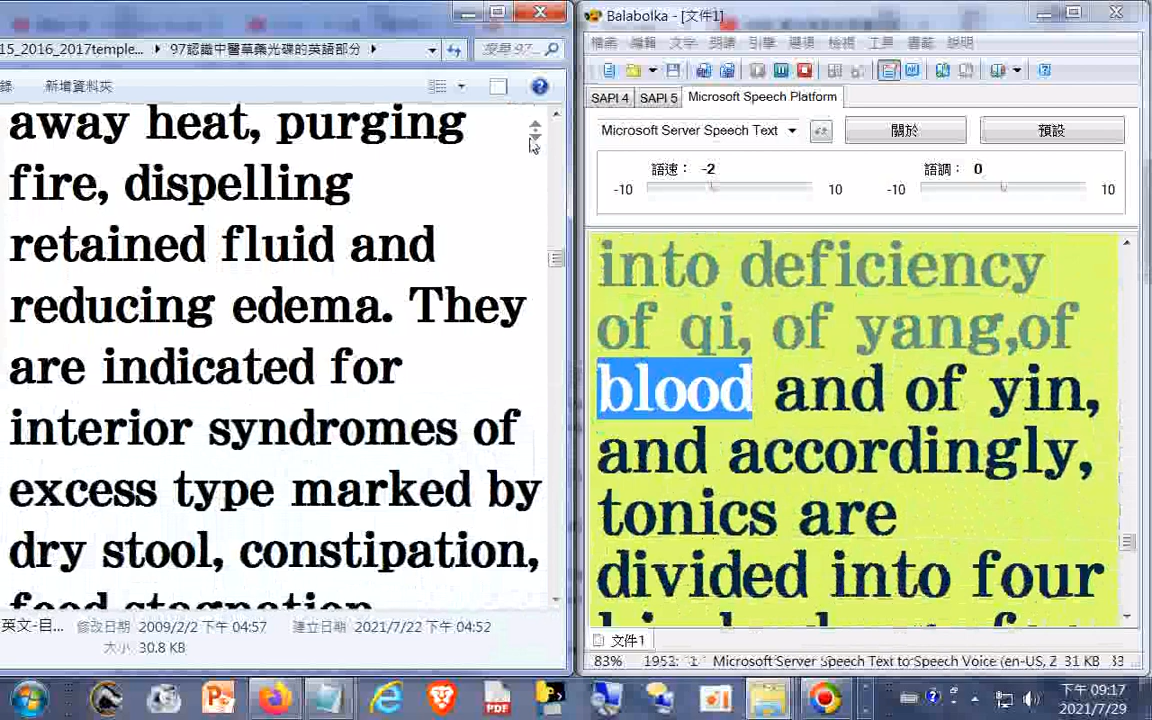 15_2016_2017temple...
97認識中醫草藥光碟的英語部分
搜尋 97...
錄
新增資料夾
away heat, purging
fire, dispelling
retained fluid and
reducing edema. They
are indicated for
interior syndromes of
excess type marked by
dry stool, constipation,
food stagnation
英文-自...
修改日期 2009/2/2 下午 04:57
建立日期 2021/7/22 下午 04:52
大小 30.8 KB
Balabolka - [文件1]
檔案 編輯 文字 朗讀 引擎 選項 檢視 工具 書籤 說明
SAPI 4
SAPI 5
Microsoft Speech Platform
Microsoft Server Speech Text
關於
預設
語速: -2
語調: 0
-10
10
-10
10
into deficiency
of qi, of yang,of
blood and of yin,
and accordingly,
tonics are
divided into four
文件1
83%
1952: 1
Microsoft Server Speech Text to Speech Voice (en-US, Z
31 KB
下午 09:17
2021/7/29